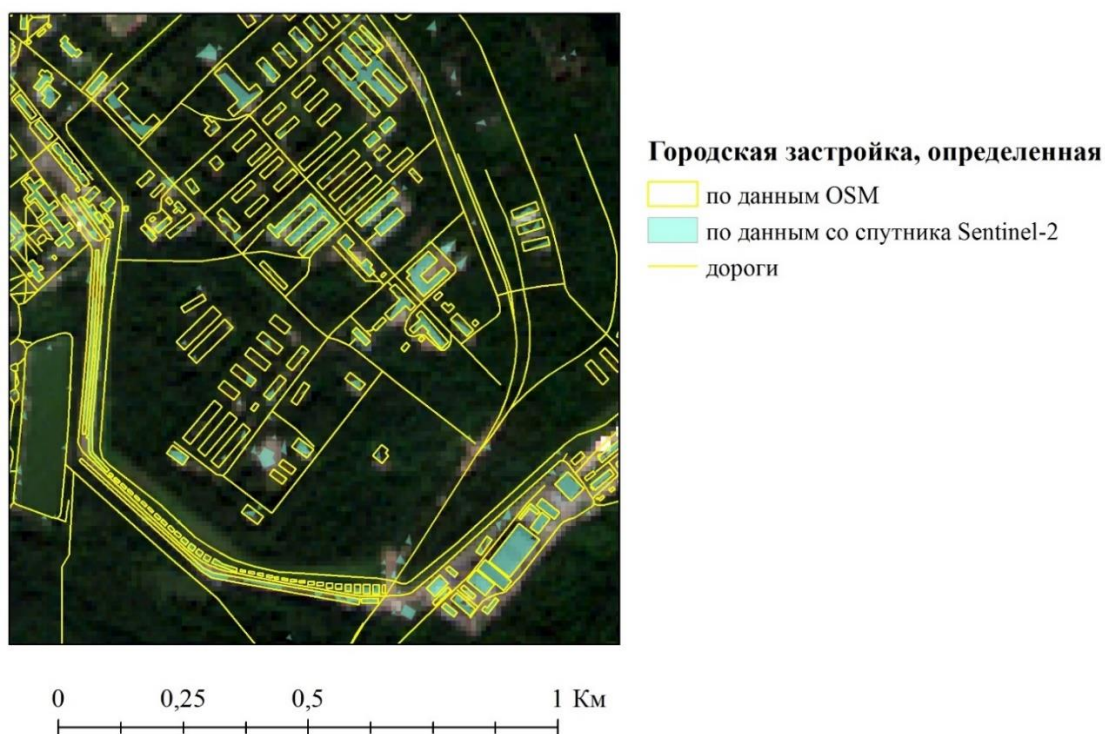 Городская застройка, определенная
по данным OSM
по данным со спутника Sentinel-2
дороги
0 0,25 0,5 1 Км